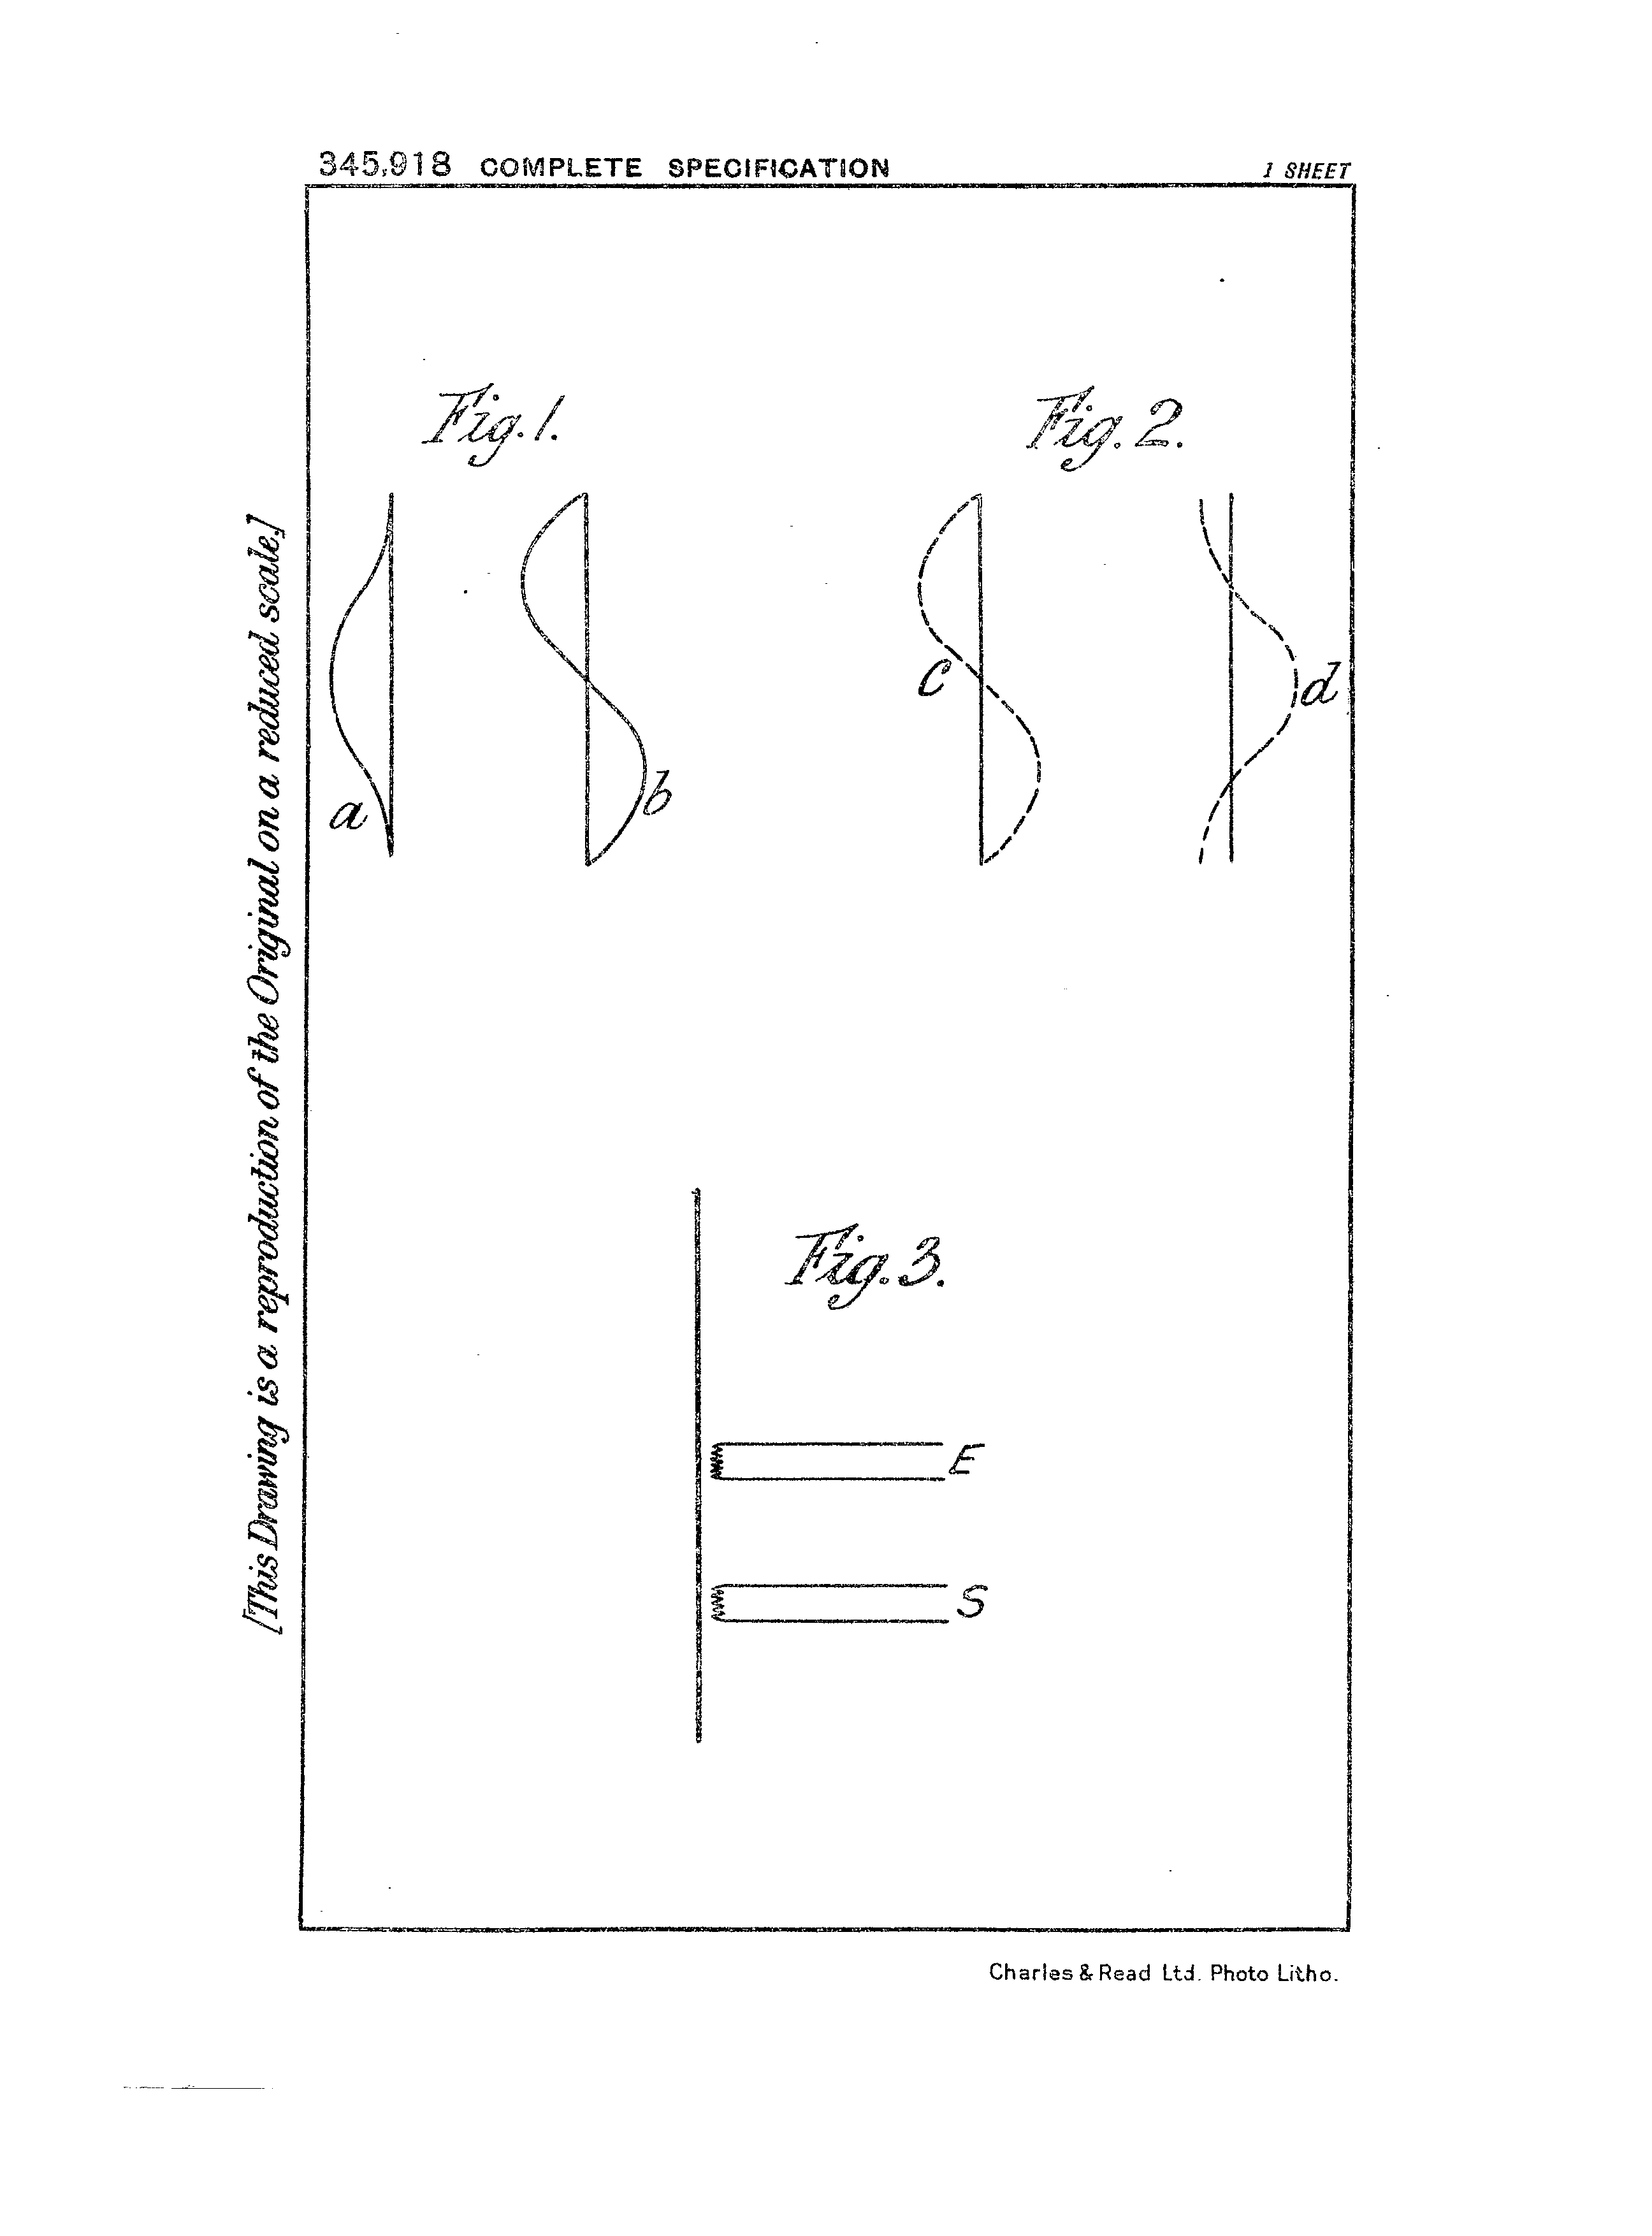 345,918 COMPLETE SPECIFICATION
1 SHEET
[This Drawing is a reproduction of the Original on a reduced scale.]
Fig. 1.
Fig. 2.
a
b
c
d
Fig. 3.
E
S
Charles & Read Ltd. Photo Litho.